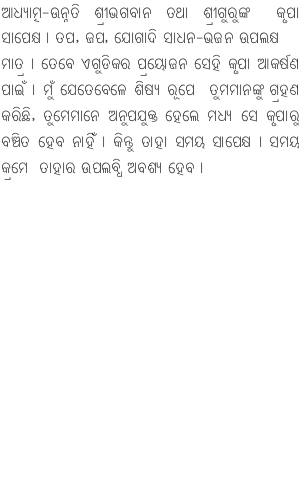 ଆଧ୍ୟାତ୍ମ-ଉନ୍ନତି ଶ୍ରୀଭଗବାନ ତଥା ଶ୍ରୀଗୁରୁଙ୍କ କୃପା
ସାପେକ୍ଷ । ତପ, ଜପ, ଯୋଗାଦି ସାଧନ-ଭଜନ ଉପଲକ୍ଷ
ମାତ୍ର । ତେବେ ଏଗୁଡିକର ପ୍ରୟୋଜନ ସେହି କୃପା ଆକର୍ଷଣ
ପାଇଁ । ମୁଁ ଯେତେବେଳେ ଶିଷ୍ୟ ରୂପେ ତୁମମାନଙ୍କୁ ଗ୍ରହଣ
କରିଛି, ତୁମେମାନେ ଅନୁପଯୁକ୍ତ ହେଲେ ମଧ୍ୟ ସେ କୃପାରୁ
ବଞ୍ଚିତ ହେବ ନାହିଁ । କିନ୍ତୁ ତାହା ସମୟ ସାପେକ୍ଷ । ସମୟ
କ୍ରମେ ତାହାର ଉପଲବ୍ଧି ଅବଶ୍ୟ ହେବ ।